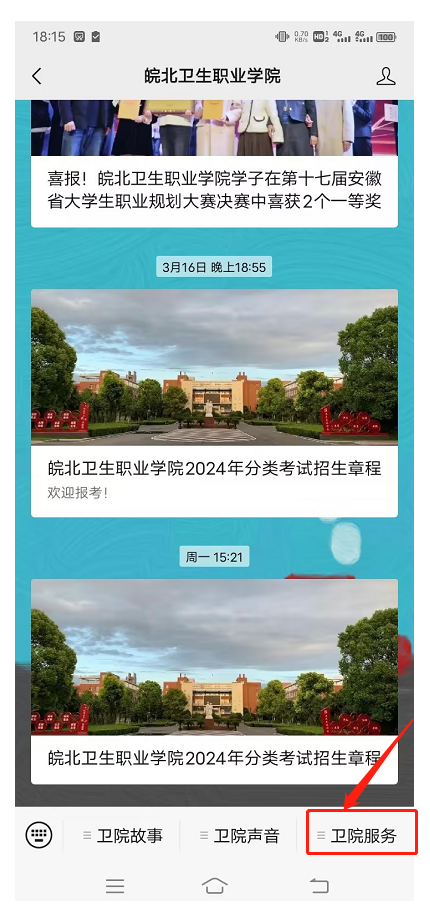 18:15 0.70 KB/s HD 1 2 4G 4G 100
皖北卫生职业学院
喜报！皖北卫生职业学院学子在第十七届安徽
省大学生职业规划大赛决赛中喜获2个一等奖
3月16日 晚上18:55
皖北卫生职业学院2024年分类考试招生章程
欢迎报考！
周一 15:21
皖北卫生职业学院2024年分类考试招生章程
卫院故事 卫院声音 卫院服务